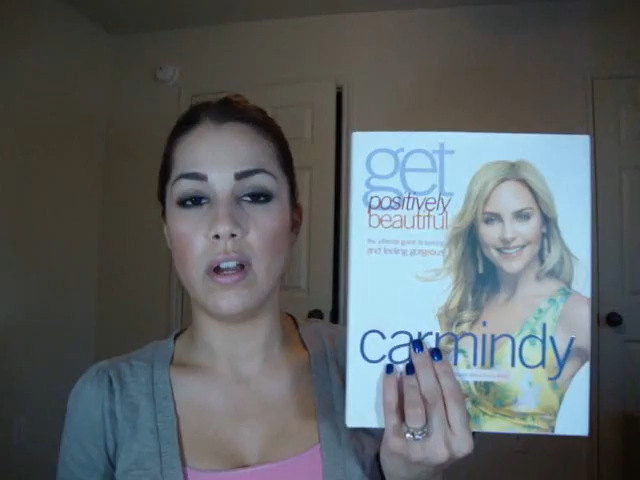 get
positively
beautiful
the ultimate guide to looking
and feeling gorgeous
carmindy